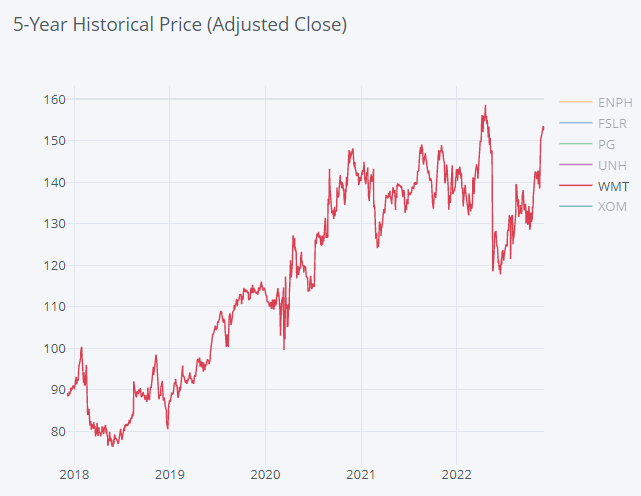 5-Year Historical Price (Adjusted Close)
160
150
140
130
120
110
100
90
80
2018 2019 2020 2021 2022
ENPH
FSLR
PG
UNH
WMT
XOM